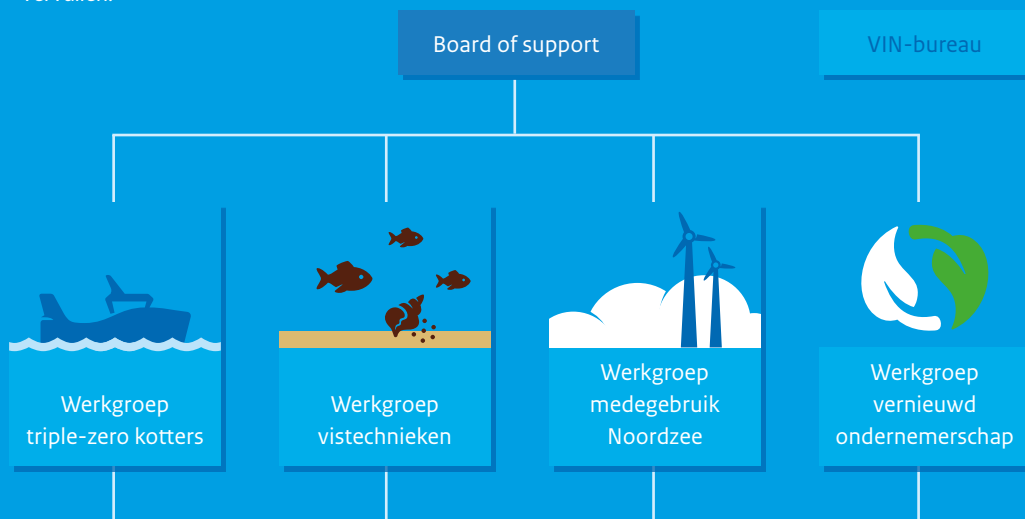 Board of support
VIN-bureau
Werkgroep
triple-zero kotters
Werkgroep
vistechnieken
Werkgroep
medegebruik
Noordzee
Werkgroep
vernieuwd
ondernemerschap